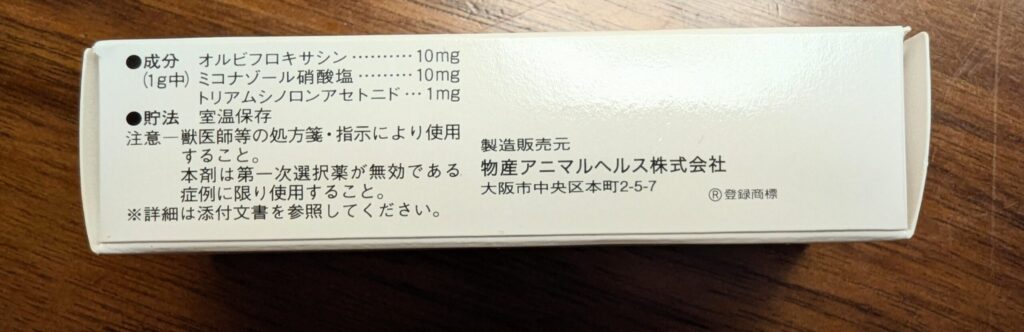 ●成分 オルビフロキサシン………10mg
(1g中) ミコナゾール硝酸塩………10mg
トリアムシノロンアセトニド…1mg
●貯法 室温保存
注意―獣医師等の処方箋・指示により使用
すること。
本剤は第一次選択薬が無効である
症例に限り使用すること。
※詳細は添付文書を参照してください。
製造販売元
物産アニマルヘルス株式会社
大阪市中央区本町2-5-7
Ⓡ登録商標